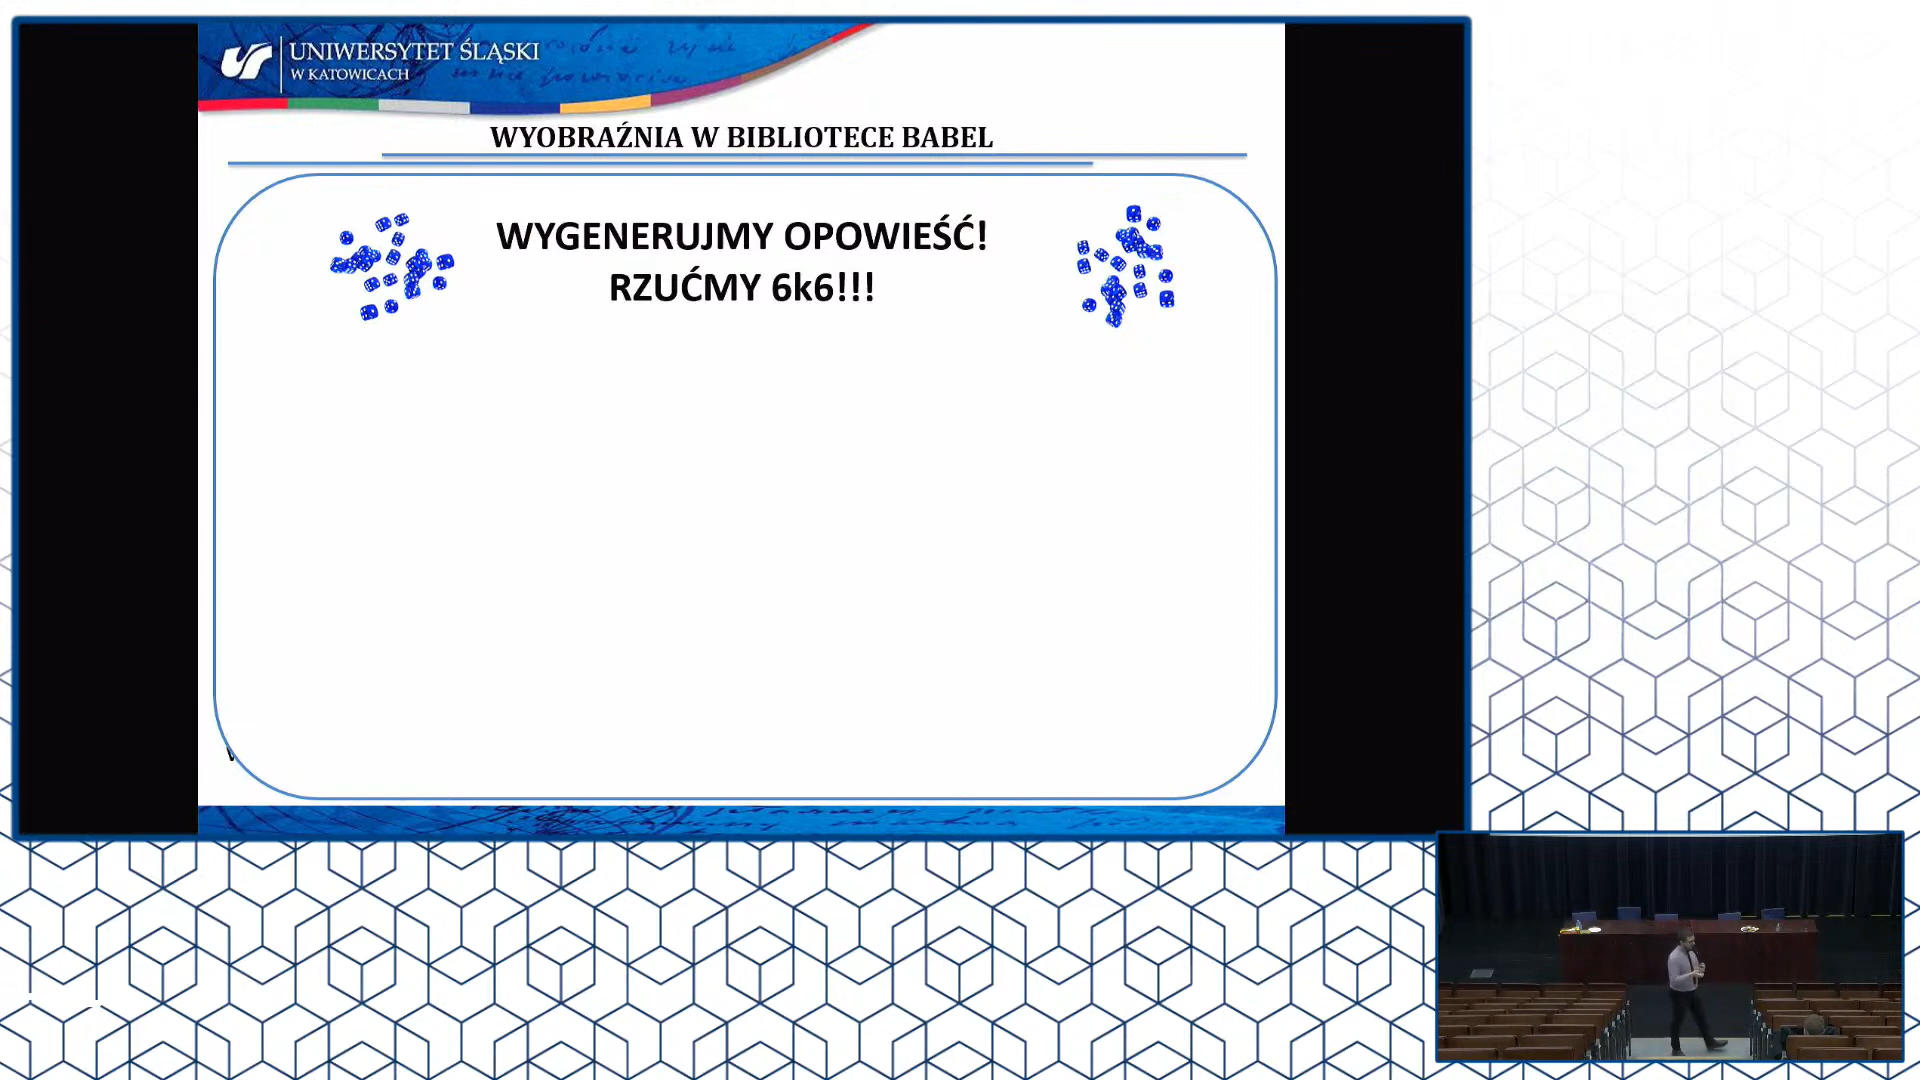 UNIWERSYTET ŚLĄSKI
W KATOWICACH
WYOBRAŹNIA W BIBLIOTECE BABEL
WYGENERUJMY OPOWIEŚĆ!
RZUĆMY 6k6!!!